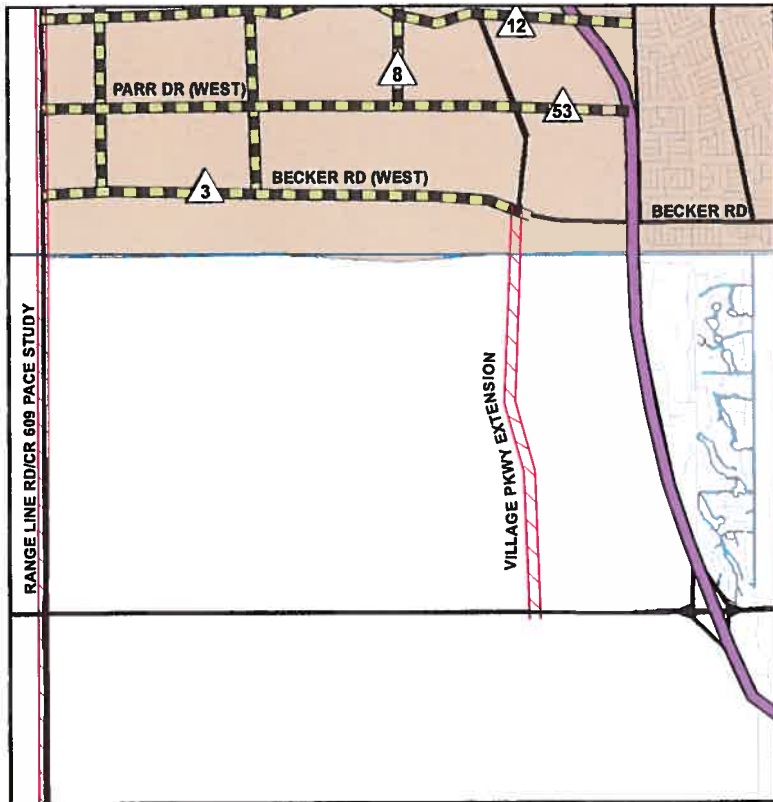 12
8
PARR DR (WEST)
53
BECKER RD (WEST)
3
BECKER RD
RANGE LINE RD/CR 609 PACE STUDY
VILLAGE PKWY EXTENSION